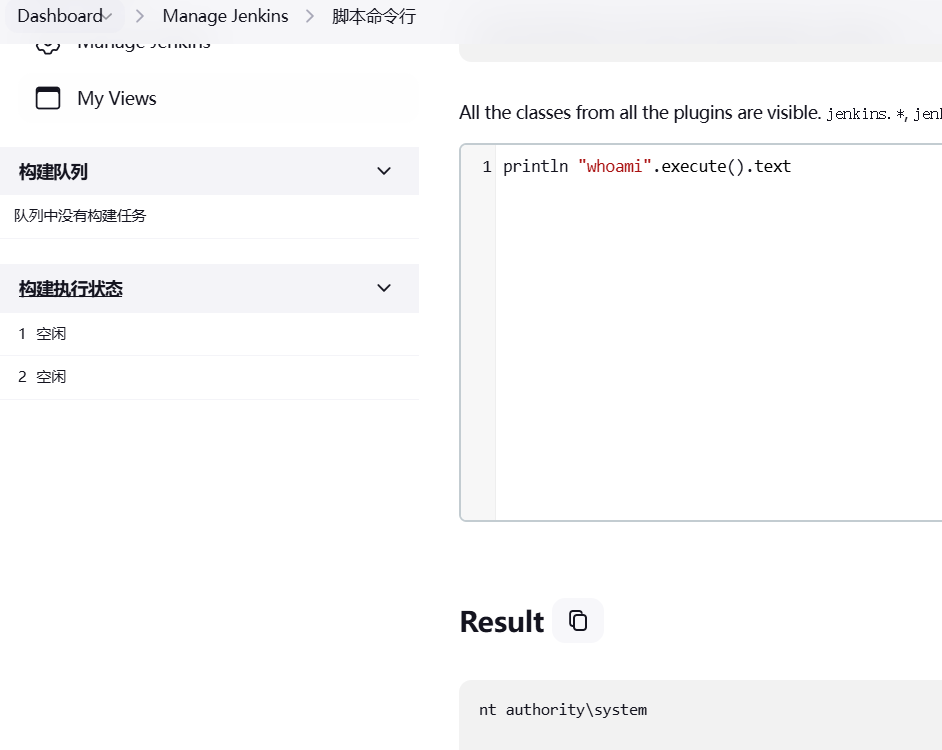 Dashboard > Manage Jenkins > 脚本命令行
Manage Jenkins
My Views
构建队列
队列中没有构建任务
构建执行状态
1 空闲
2 空闲
All the classes from all the plugins are visible. jenkins.*, jenk
1 println "whoami".execute().text
Result
nt authority\system